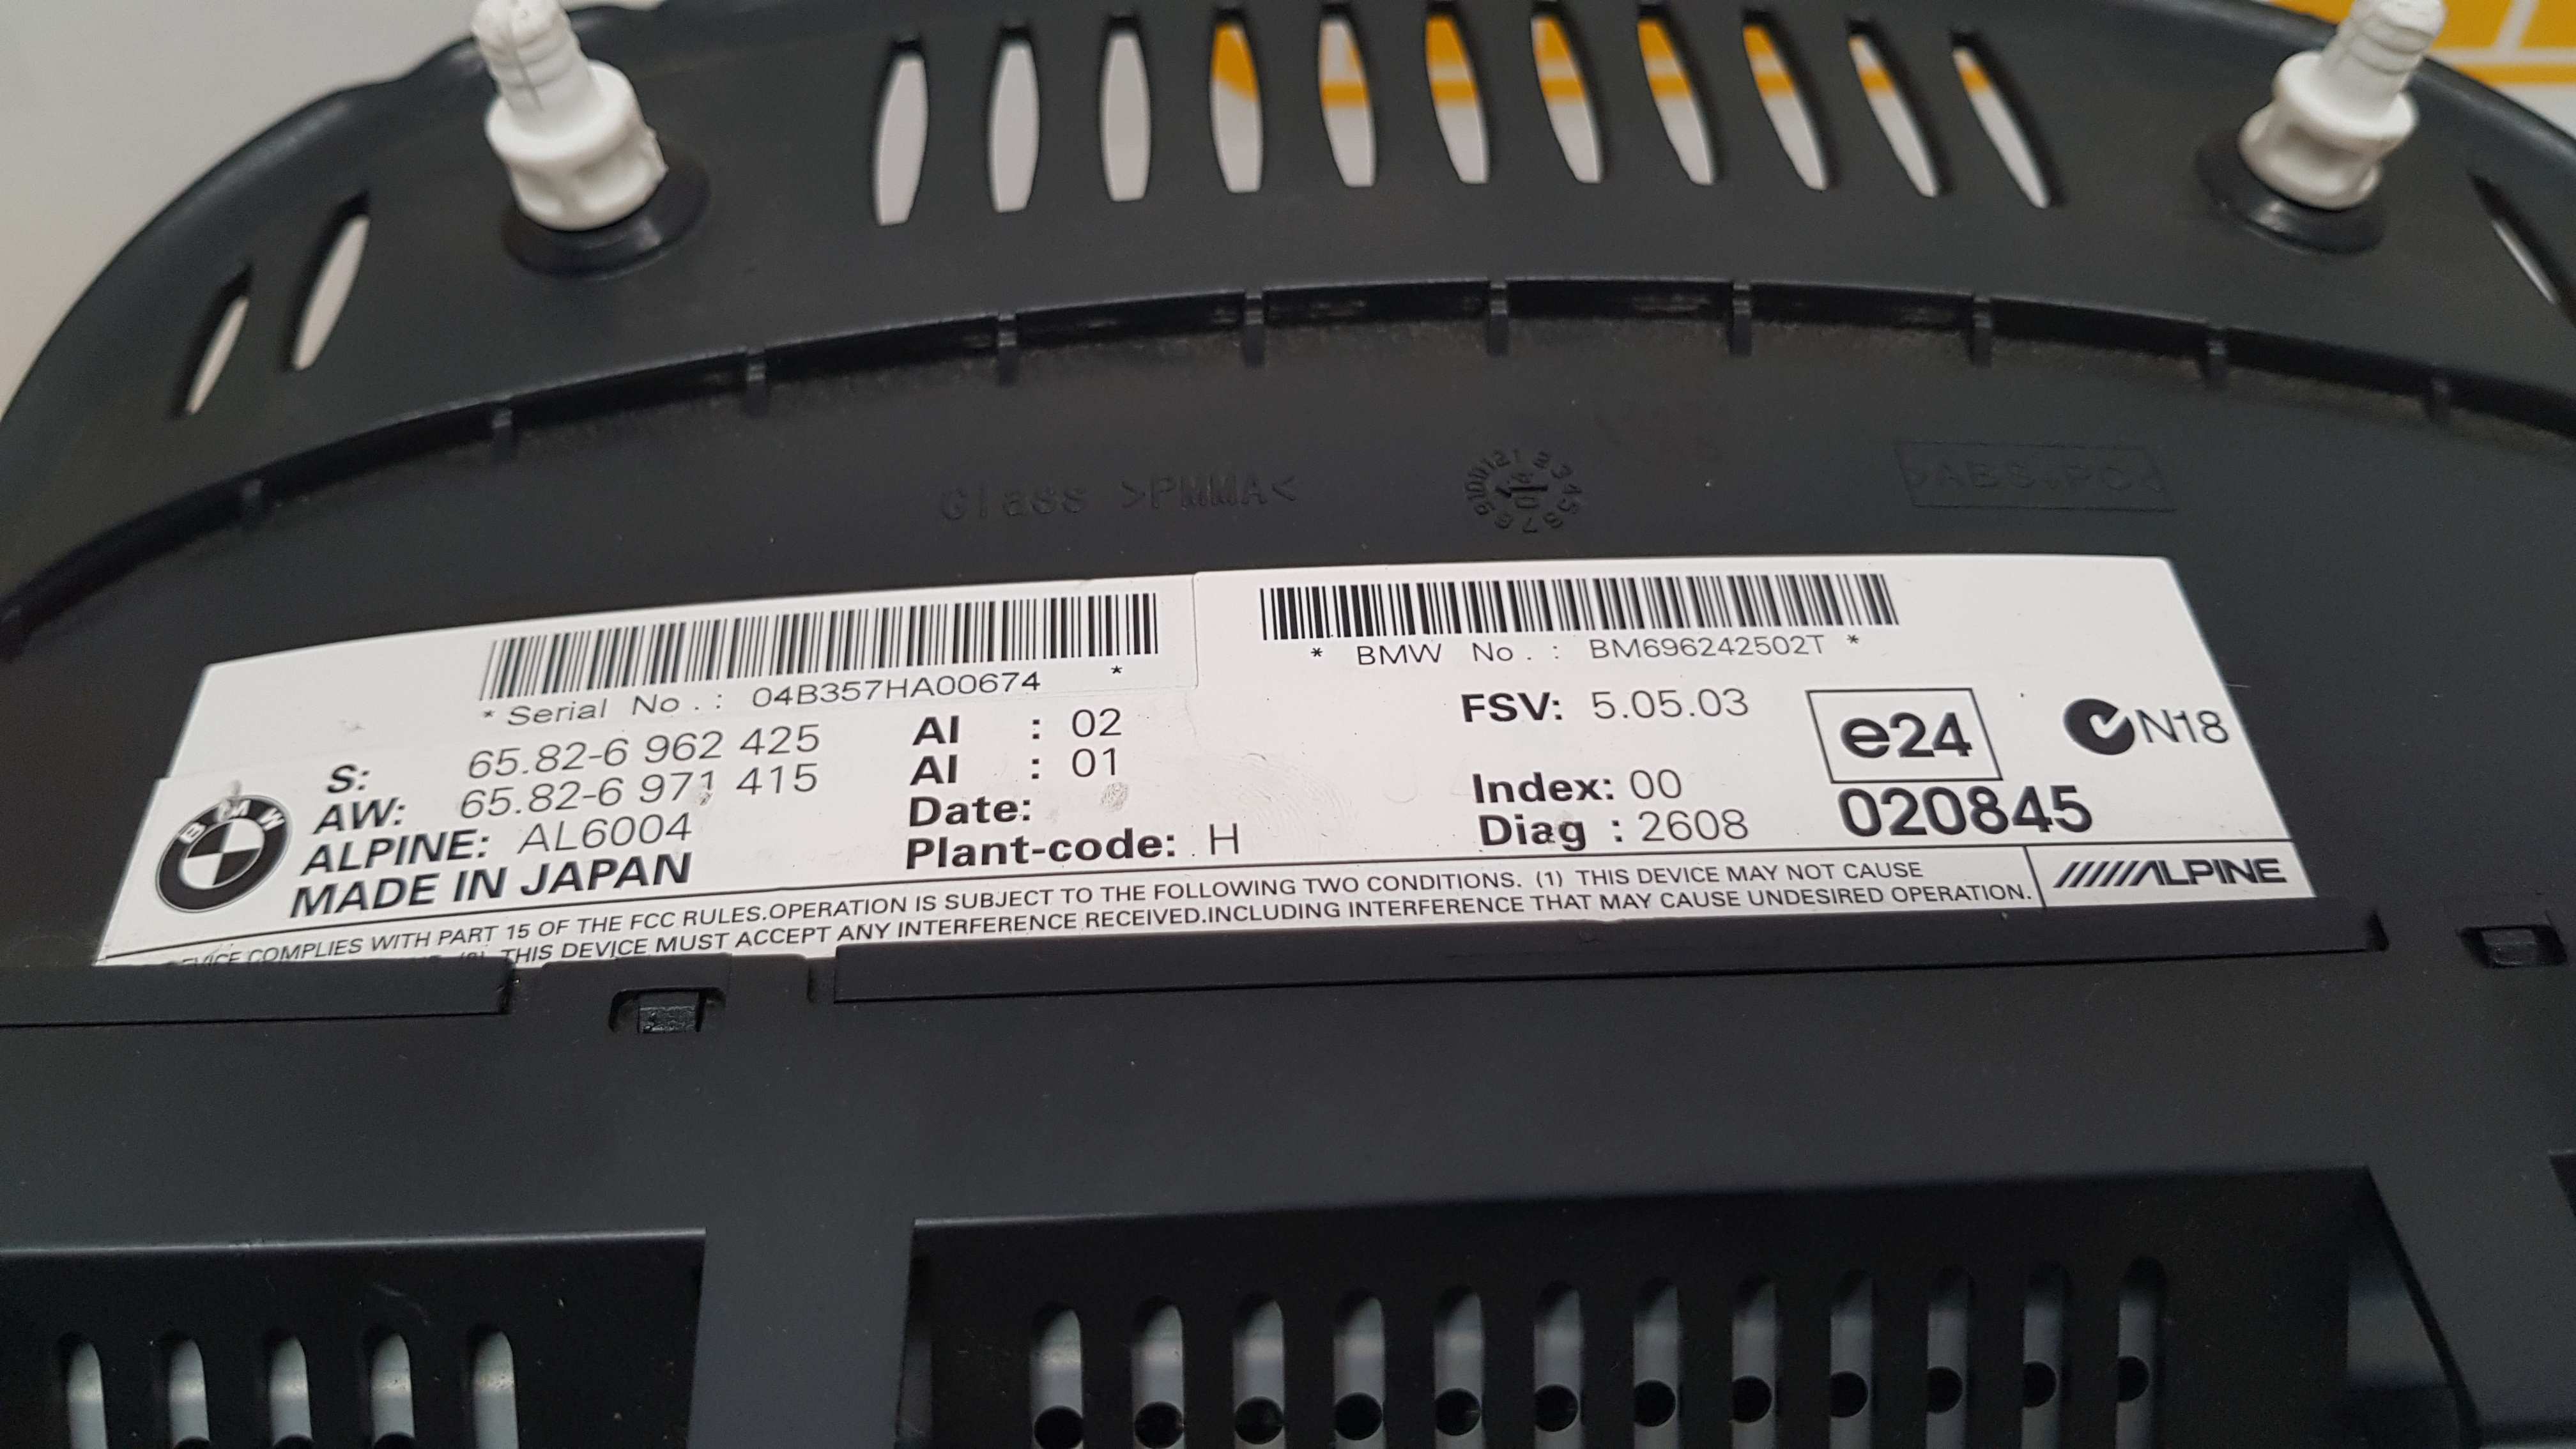 Glass >PMMA<
>ABS+PC<
* Serial No.: 04B357HA00674 *
* BMW No.: BM696242502T *
S: 65.82-6 962 425 AI : 02
AW: 65.82-6 971 415 AI : 01
ALPINE: AL6004 Date:
MADE IN JAPAN Plant-code: H
FSV: 5.05.03
Index: 00
Diag : 2608
e24
020845
N18
BMW
DEVICE COMPLIES WITH PART 15 OF THE FCC RULES.OPERATION IS SUBJECT TO THE FOLLOWING TWO CONDITIONS. (1) THIS DEVICE MAY NOT CAUSE
(2) THIS DEVICE MUST ACCEPT ANY INTERFERENCE RECEIVED.INCLUDING INTERFERENCE THAT MAY CAUSE UNDESIRED OPERATION.
ALPINE